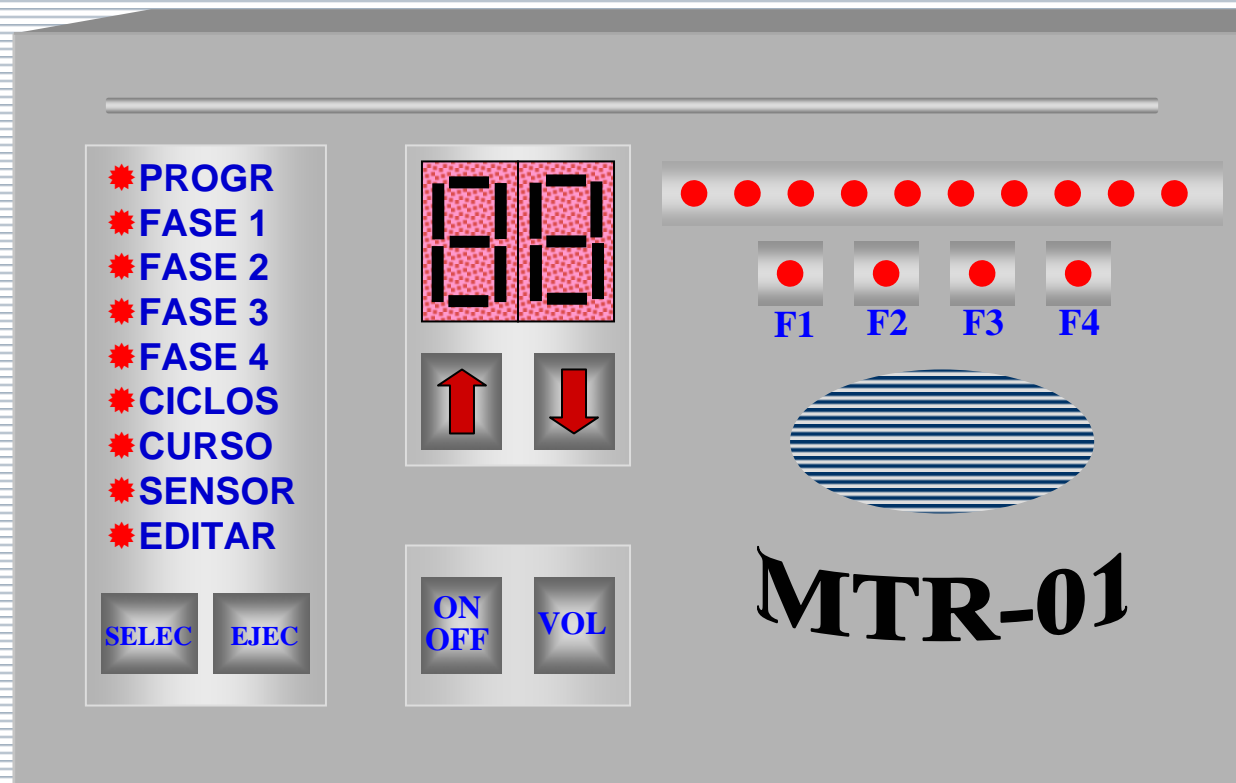 PROGR
FASE 1
FASE 2
FASE 3
FASE 4
CICLOS
CURSO
SENSOR
EDITAR
SELEC EJEC
88
ON
OFF
VOL
F1 F2 F3 F4
MTR-01